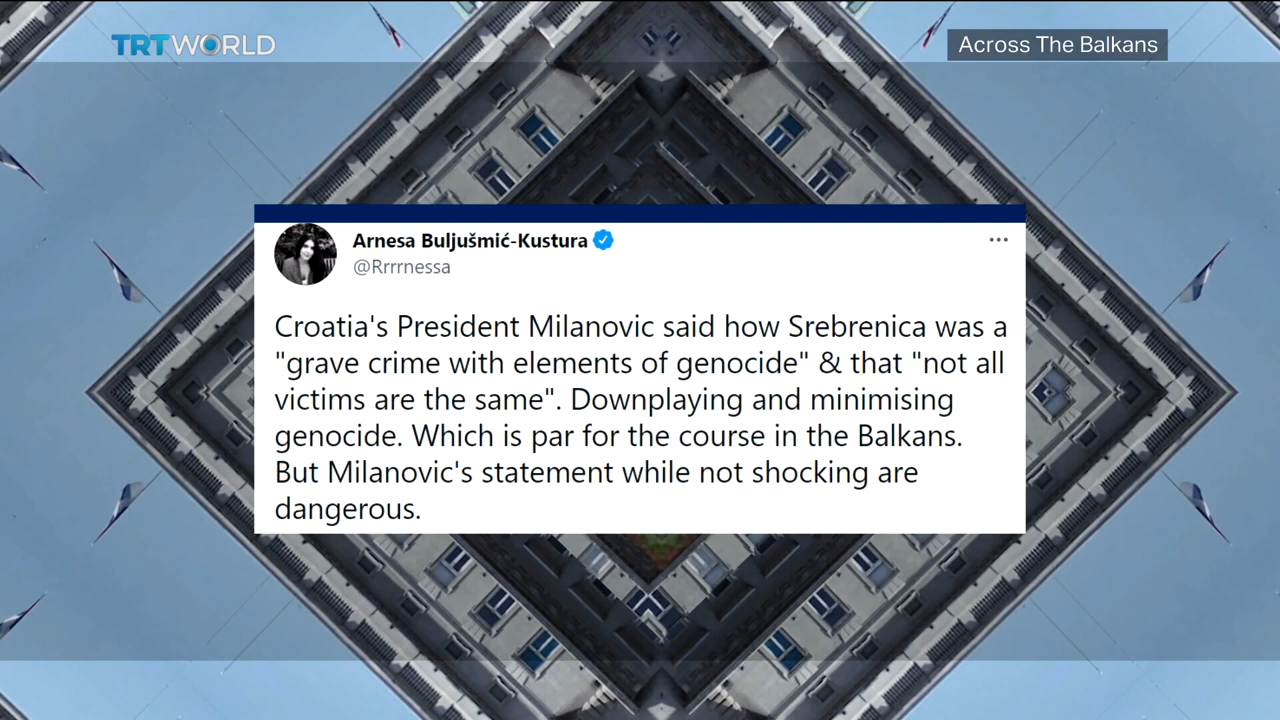 TRT WORLD
Across The Balkans
Arnesa Buljušmić-Kustura
@Rrrrnessa
Croatia's President Milanovic said how Srebrenica was a
"grave crime with elements of genocide" & that "not all
victims are the same". Downplaying and minimising
genocide. Which is par for the course in the Balkans.
But Milanovic's statement while not shocking are
dangerous.